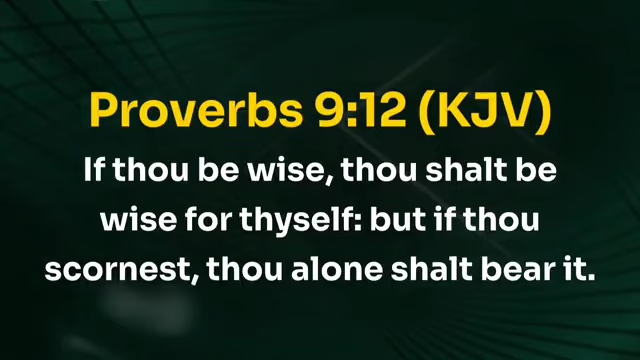 Proverbs 9:12 (KJV)
If thou be wise, thou shalt be
wise for thyself: but if thou
scornest, thou alone shalt bear it.